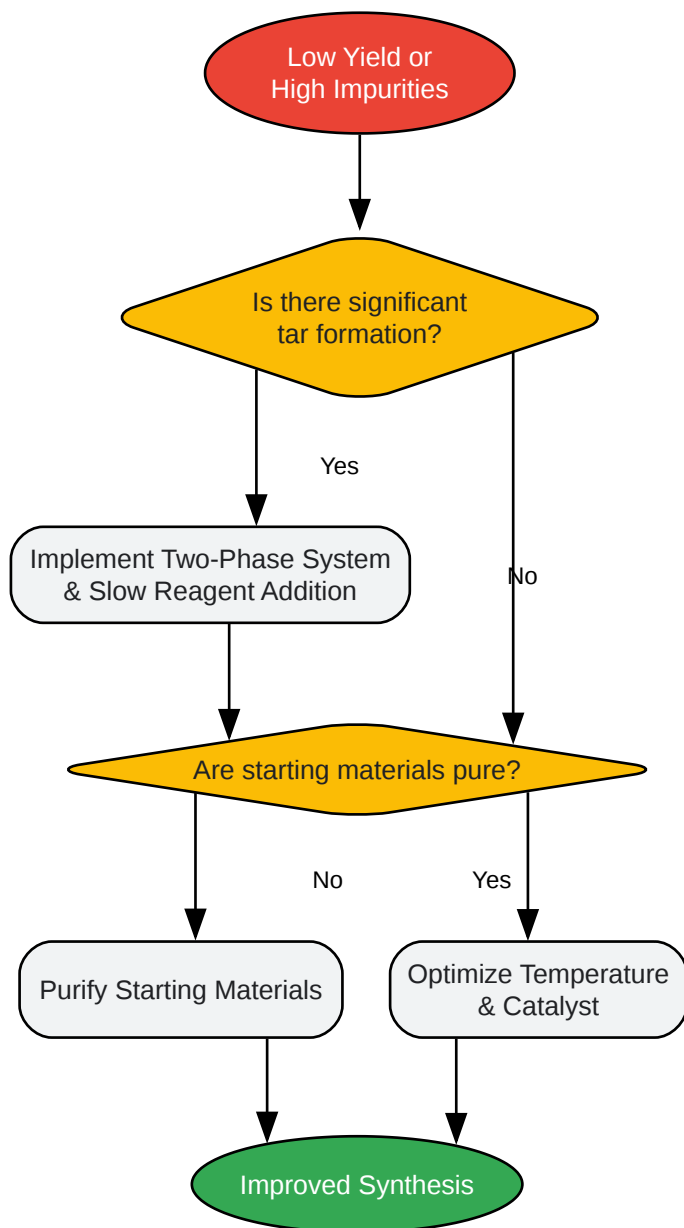 Low Yield or
High Impurities
Is there significant
tar formation?
Yes
Implement Two-Phase System
& Slow Reagent Addition
No
Are starting materials pure?
No
Yes
Purify Starting Materials
Optimize Temperature
& Catalyst
Improved Synthesis